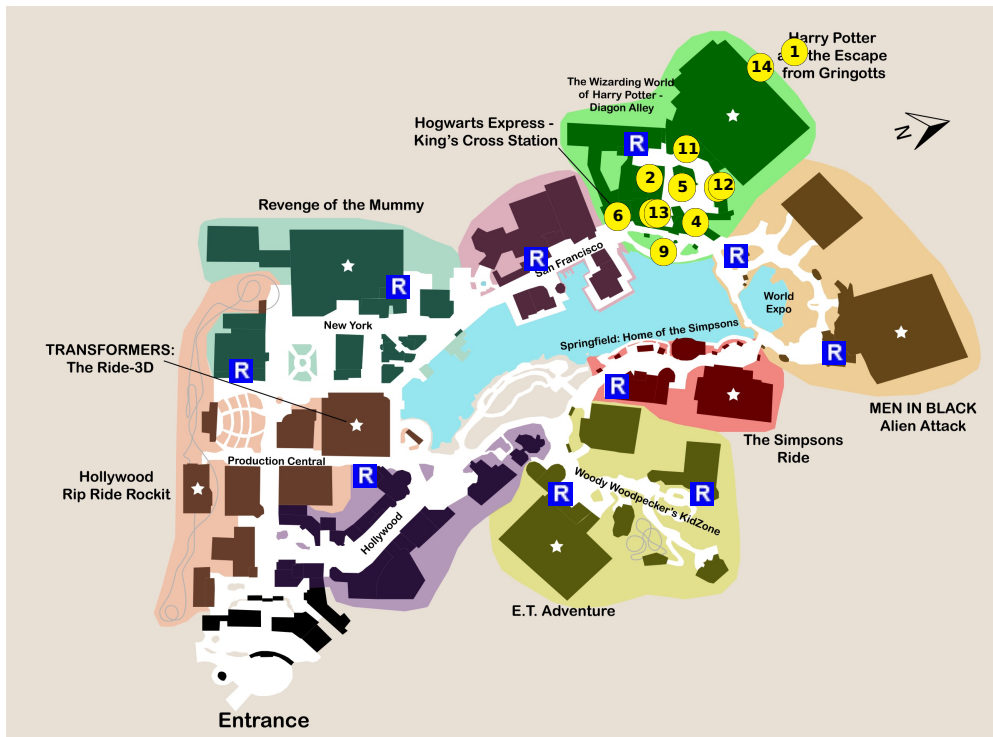 Harry Potter
1
the Escape
from Gringotts
14
The Wizarding World
of Harry Potter -
Diagon Alley
Hogwarts Express -
King's Cross Station
N
R
11
2
5
12
6
13
4
9
Revenge of the Mummy
R
San Francisco
R
R
World
Expo
New York
Springfield: Home of the Simpsons
TRANSFORMERS:
The Ride-3D
R
R
R
MEN IN BLACK
Alien Attack
The Simpsons
Ride
Production Central
Hollywood
Rip Ride Rockit
R
Woody Woodpecker's KidZone
R
R
Hollywood
E.T. Adventure
Entrance